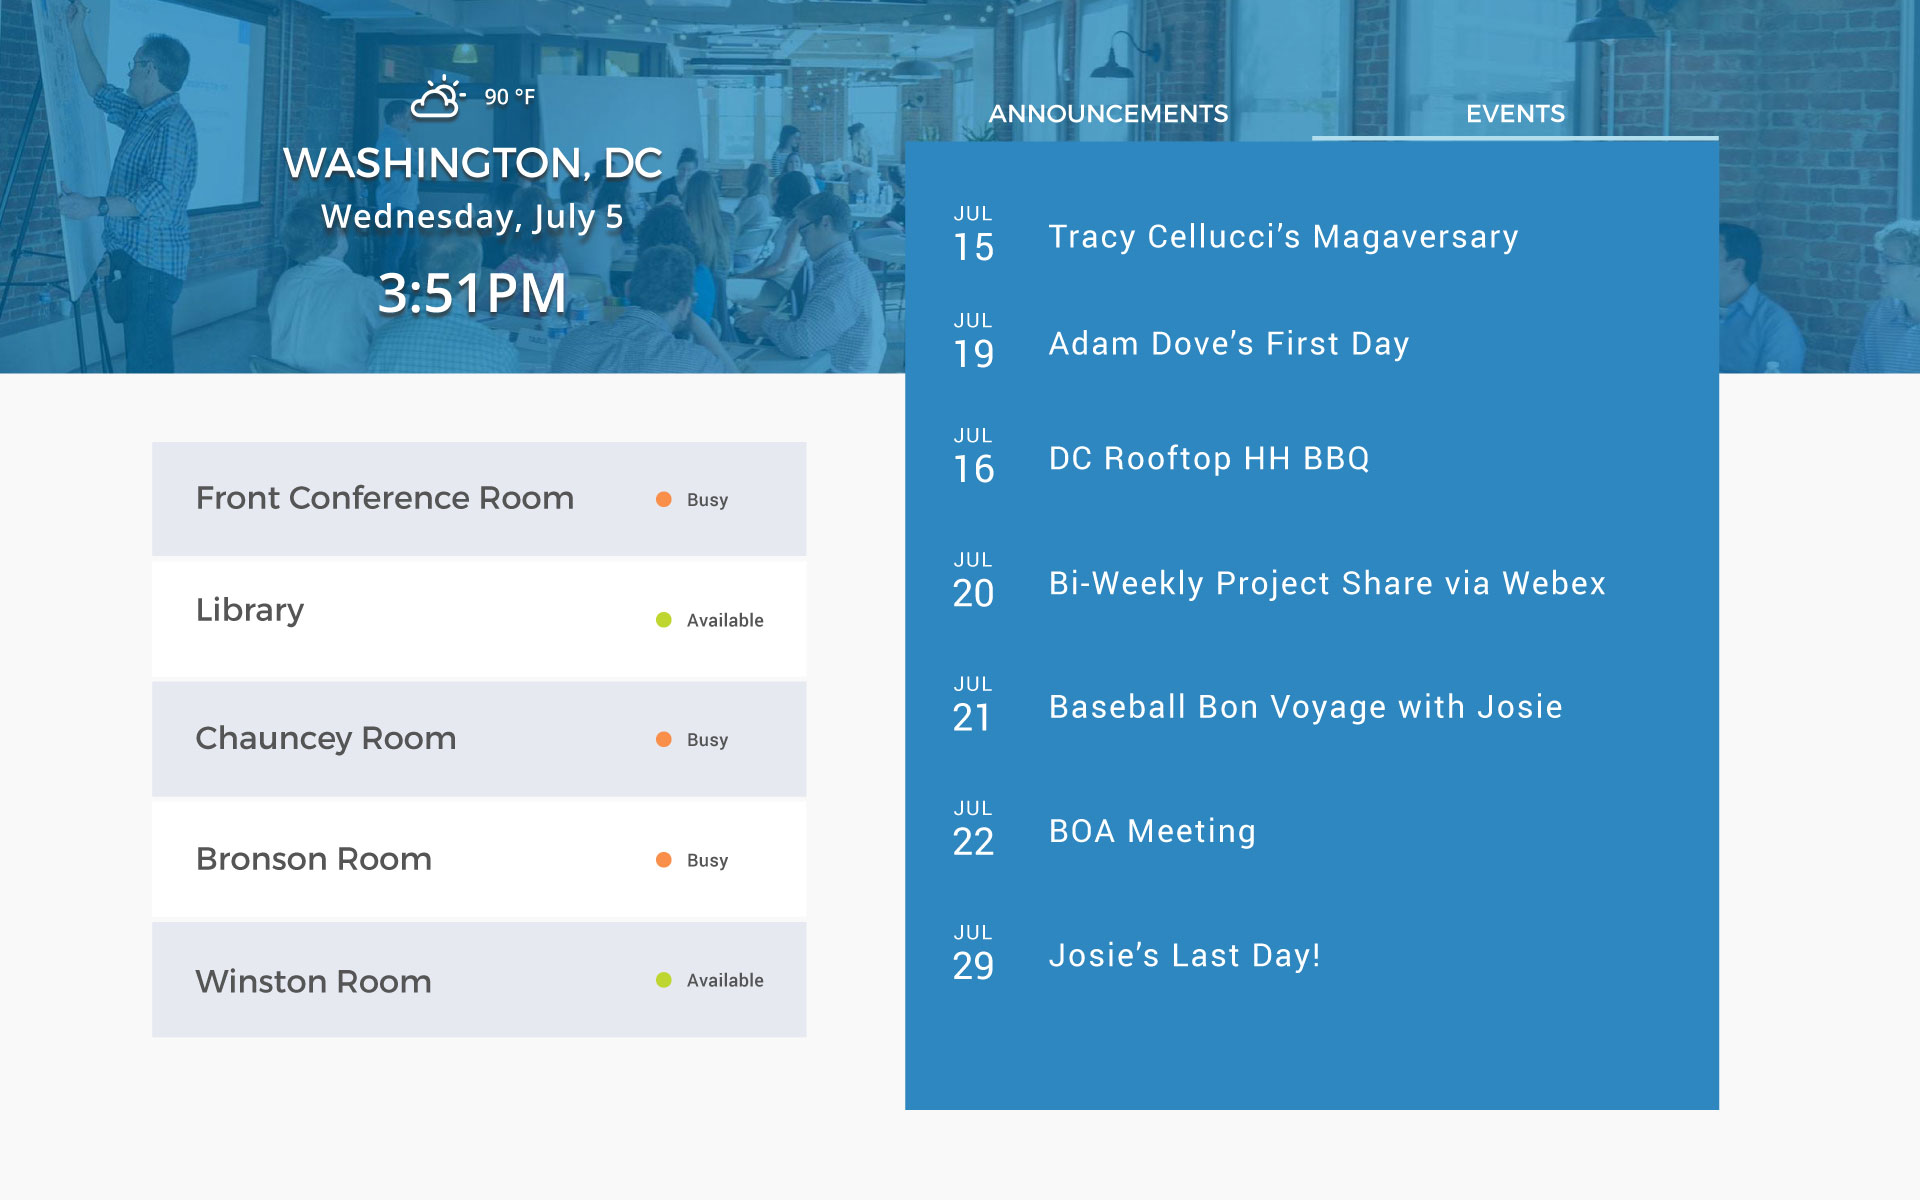 90 °F
WASHINGTON, DC
Wednesday, July 5
3:51PM
ANNOUNCEMENTS
EVENTS
JUL
15
Tracy Cellucci’s Magaversary
JUL
19
Adam Dove’s First Day
JUL
16
DC Rooftop HH BBQ
JUL
20
Bi-Weekly Project Share via Webex
JUL
21
Baseball Bon Voyage with Josie
JUL
22
BOA Meeting
JUL
29
Josie’s Last Day!
Front Conference Room
Busy
Library
Available
Chauncey Room
Busy
Bronson Room
Busy
Winston Room
Available